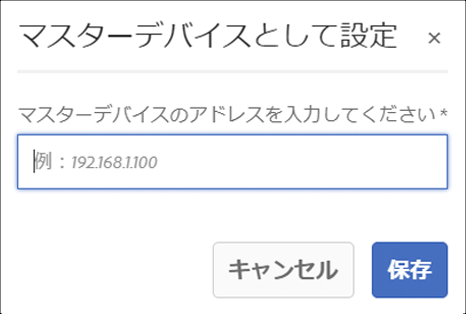 マスターデバイスとして設定 ×
マスターデバイスのアドレスを入力してください *
例：192.168.1.100
キャンセル 保存